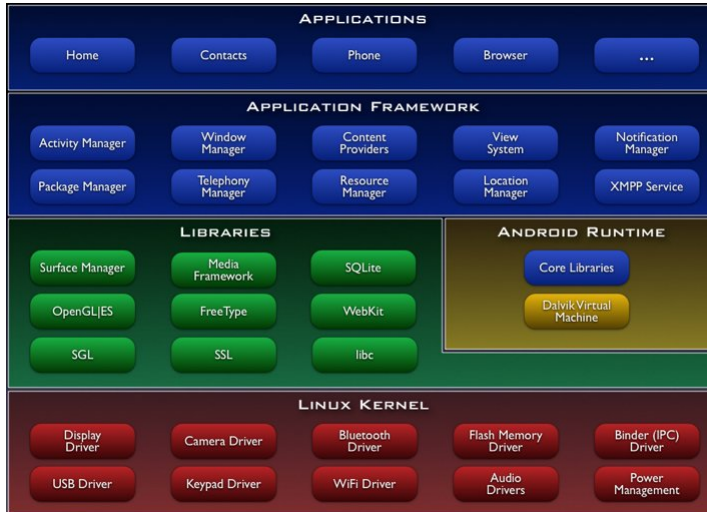 APPLICATIONS
Home
Contacts
Phone
Browser
...
APPLICATION FRAMEWORK
Activity Manager
Window
Manager
Content
Providers
View
System
Notification
Manager
Package Manager
Telephony
Manager
Resource
Manager
Location
Manager
XMPP Service
LIBRARIES
Surface Manager
Media
Framework
SQLite
OpenGL|ES
FreeType
WebKit
SGL
SSL
libc
ANDROID RUNTIME
Core Libraries
Dalvik Virtual
Machine
LINUX KERNEL
Display
Driver
Camera Driver
Bluetooth
Driver
Flash Memory
Driver
Binder (IPC)
Driver
USB Driver
Keypad Driver
WiFi Driver
Audio
Drivers
Power
Management